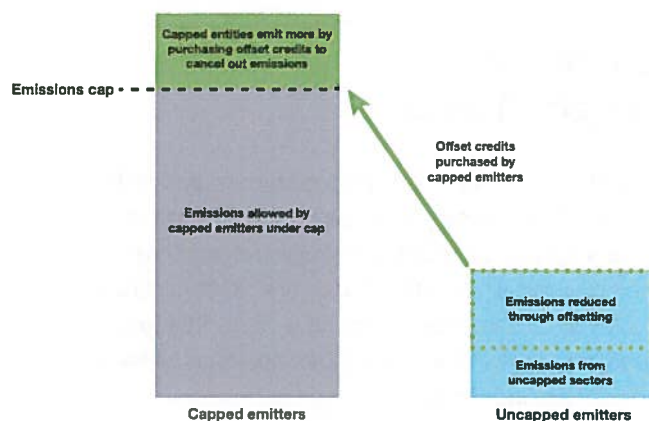 Capped entities emit more by
purchasing offset credits to
cancel out emissions
Emissions cap
Offset credits
purchased by
capped emitters
Emissions allowed by
capped emitters under cap
Emissions reduced
through offsetting
Emissions from
uncapped sectors
Capped emitters
Uncapped emitters